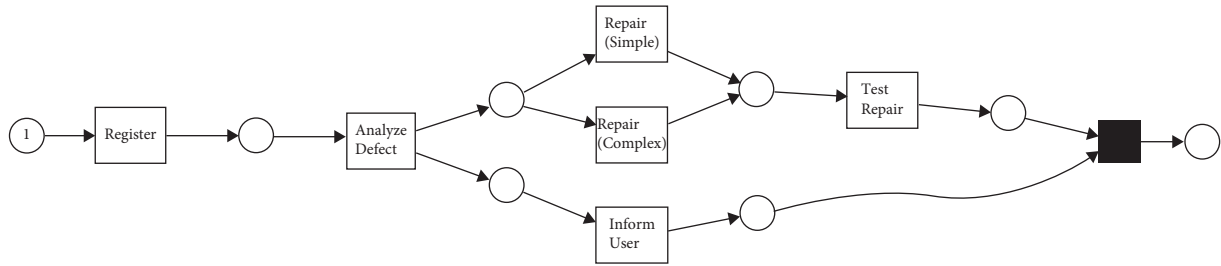 1
Register
Analyze
Defect
Repair
(Simple)
Repair
(Complex)
Inform
User
Test
Repair